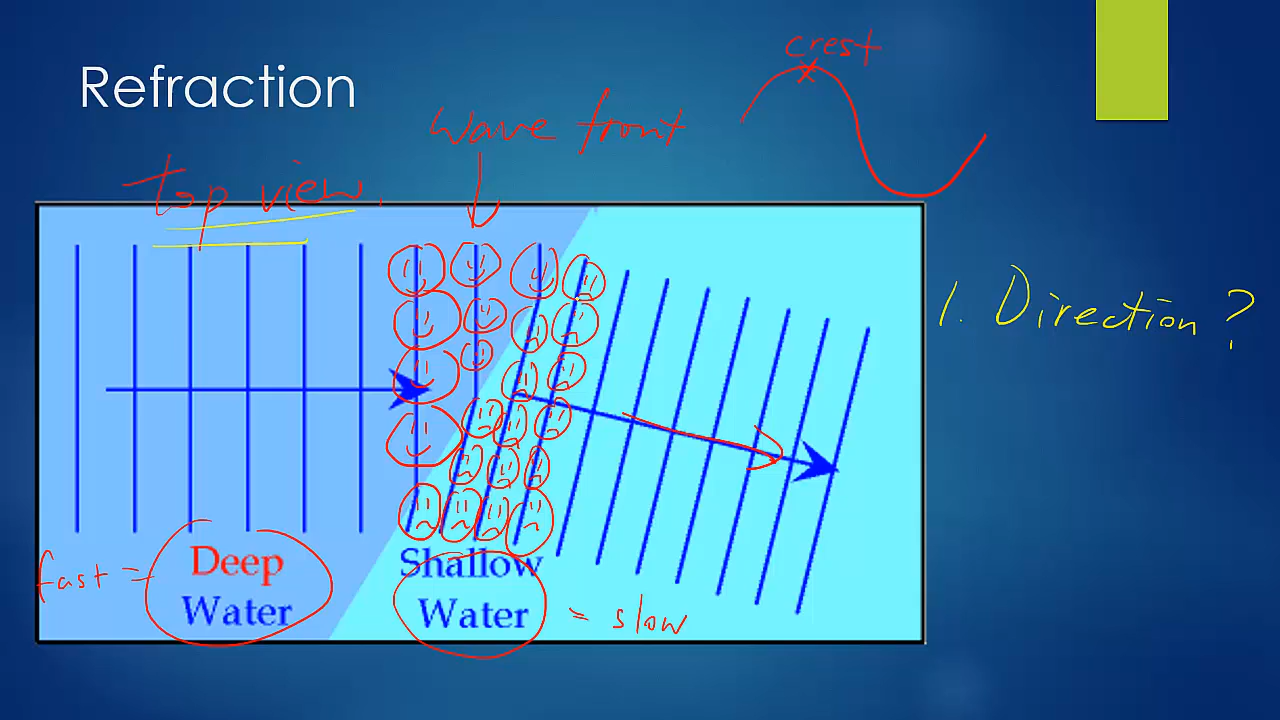 crest
Refraction
wave front
top view.
1. Direction?
fast = Deep
Water
Shallow
Water = slow